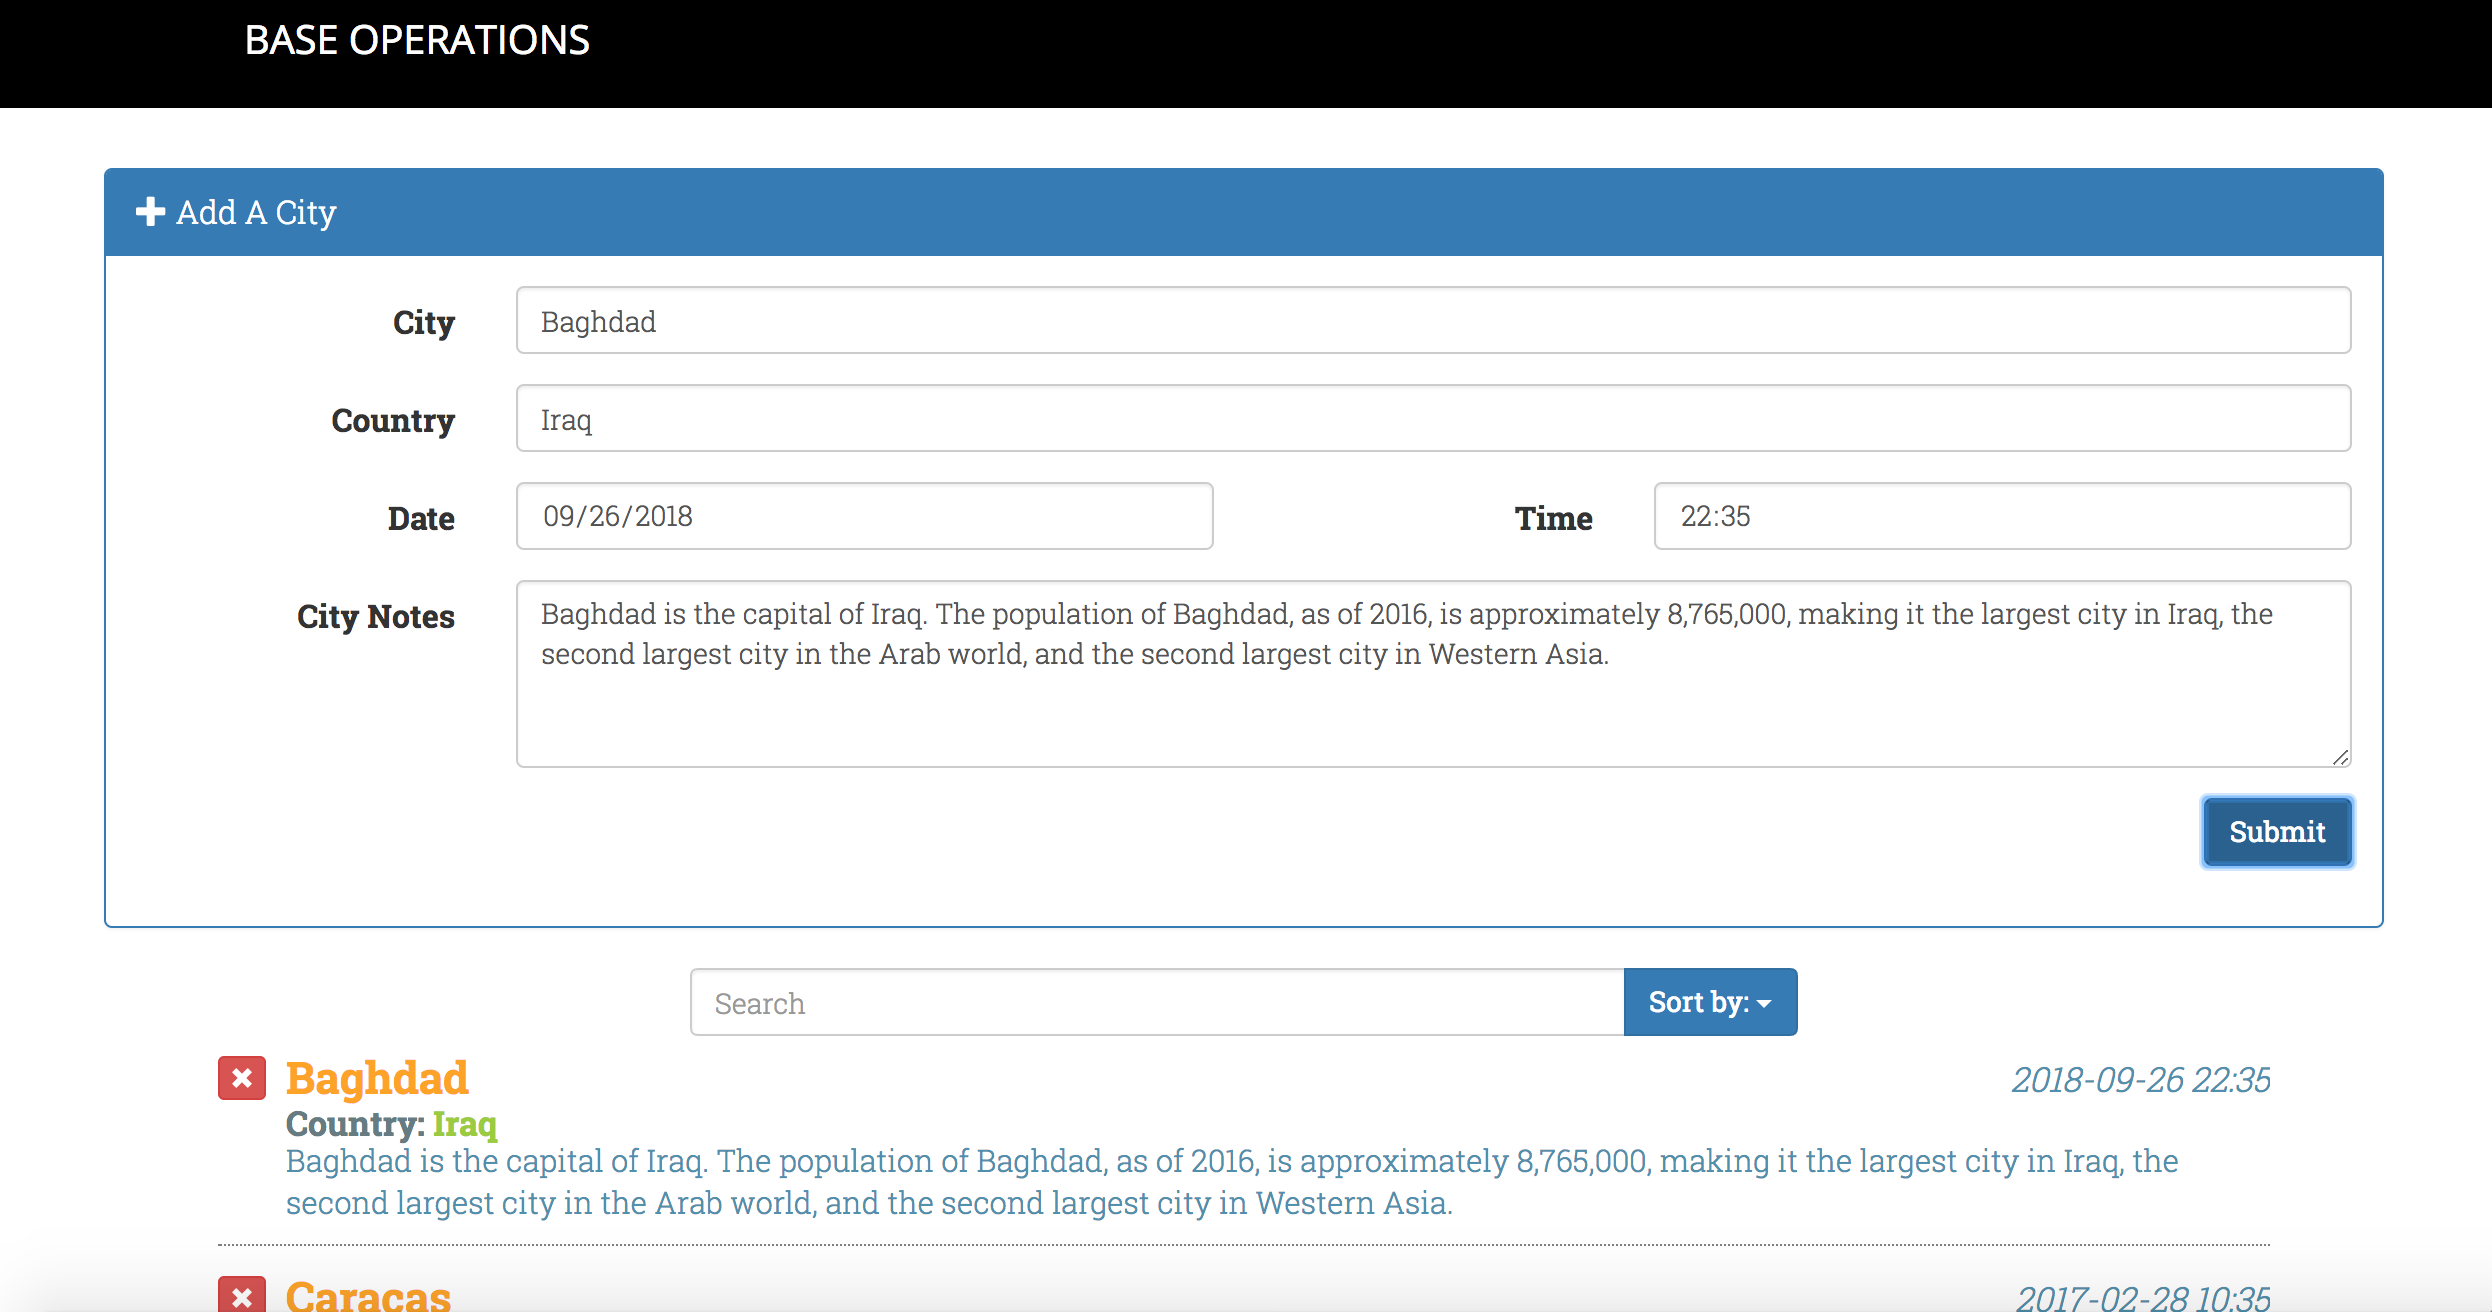 BASE OPERATIONS
Add A City
City
Baghdad
Country
Iraq
Date
09/26/2018
Time
22:35
City Notes
Baghdad is the capital of Iraq. The population of Baghdad, as of 2016, is approximately 8,765,000, making it the largest city in Iraq, the
second largest city in the Arab world, and the second largest city in Western Asia.
Submit
Search
Sort by:
Baghdad
2018-09-26 22:35
Country: Iraq
Baghdad is the capital of Iraq. The population of Baghdad, as of 2016, is approximately 8,765,000, making it the largest city in Iraq, the
second largest city in the Arab world, and the second largest city in Western Asia.
Caracas
2017-02-28 10:35